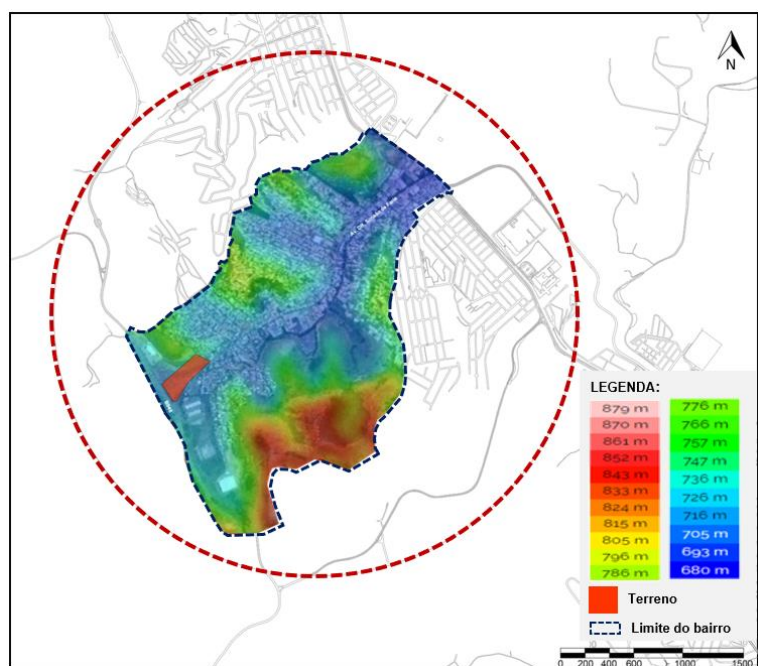 N
LEGENDA:
879 m 776 m
870 m 766 m
861 m 757 m
852 m 747 m
843 m 736 m
833 m 726 m
824 m 716 m
815 m 705 m
805 m 693 m
796 m 680 m
786 m
Terreno
Limite do bairro
0 200 400 600 1000 1500